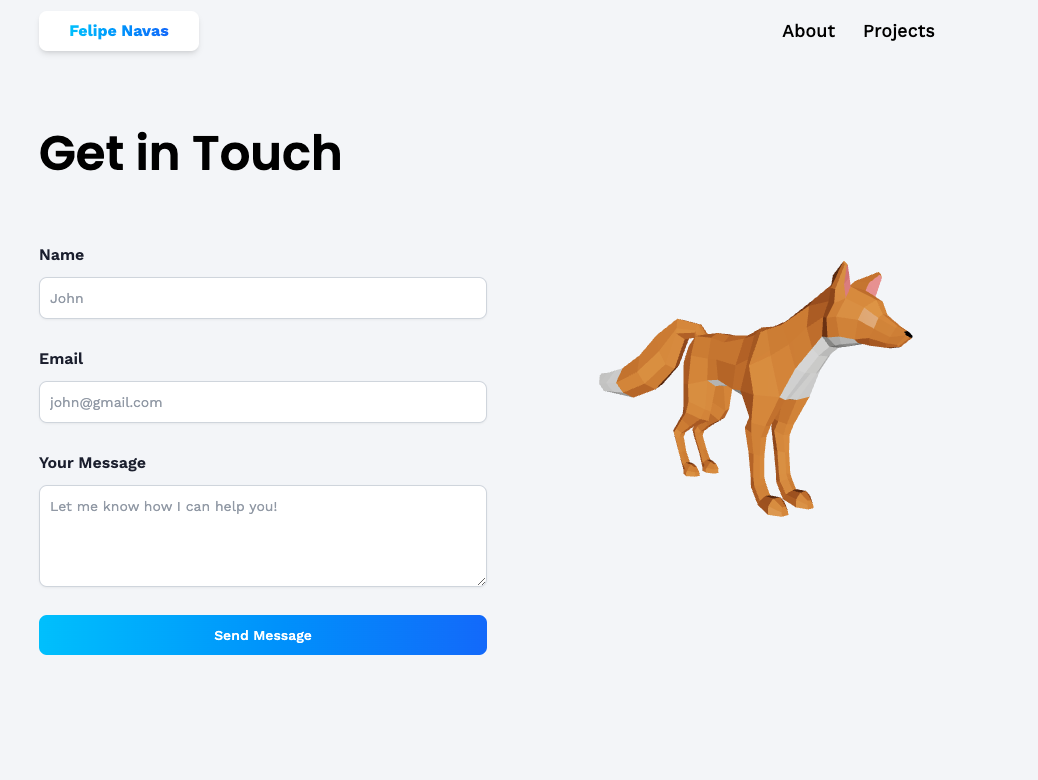 Felipe Navas
About Projects
Get in Touch
Name
John
Email
john@gmail.com
Your Message
Let me know how I can help you!
Send Message